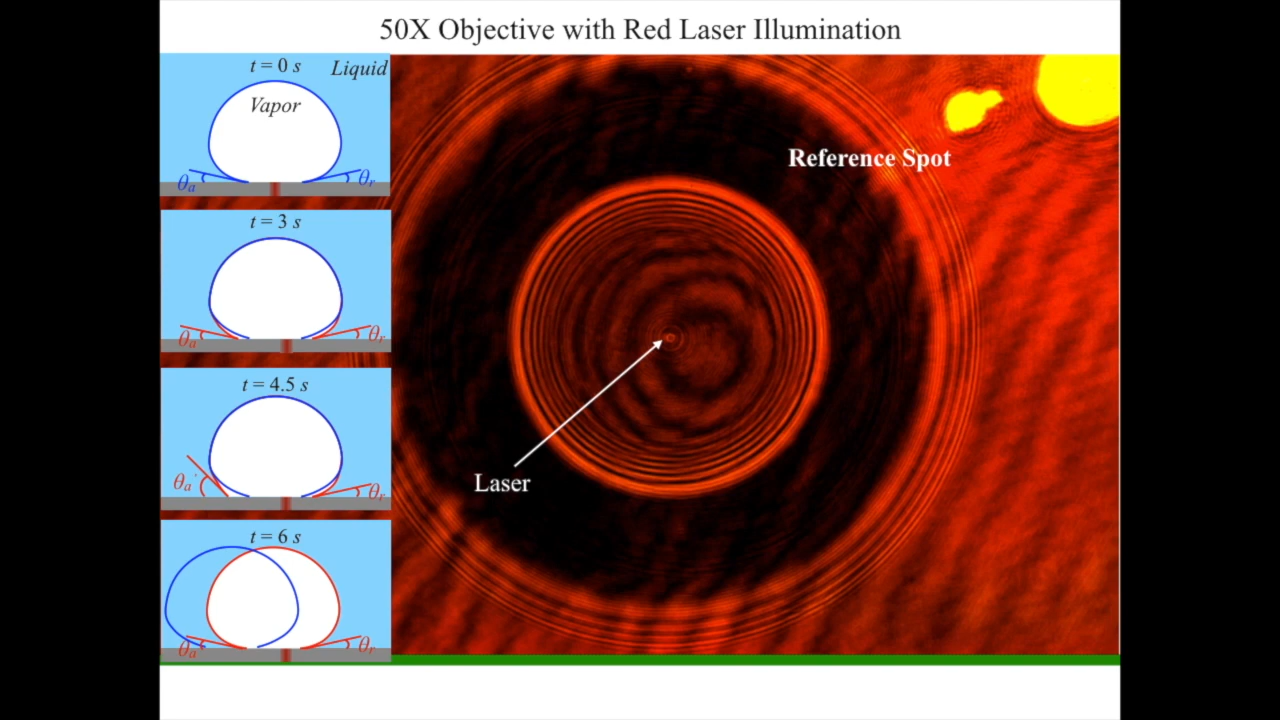 50X Objective with Red Laser Illumination
t = 0 s
Liquid
Vapor
θa
θr
t = 3 s
θa
θr
t = 4.5 s
θa'
θr
t = 6 s
θa
θr
Reference Spot
Laser